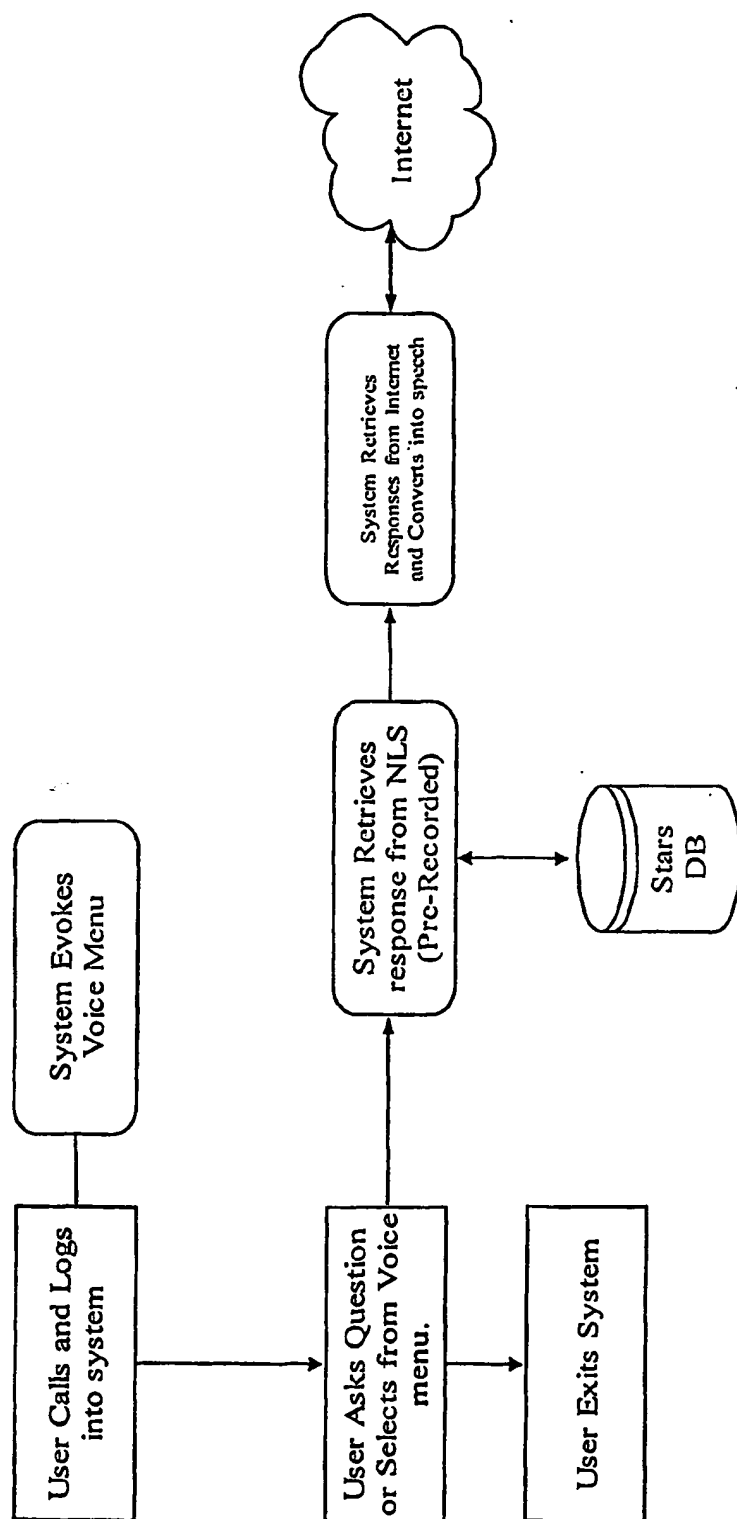 User Calls and Logs
into system
System Evokes
Voice Menu
User Asks Question
or Selects from Voice
menu.
System Retrieves
response from NLS
(Pre-Recorded)
System Retrieves
Responses from Internet
and Converts into speech
Internet
Stars
DB
User Exits System